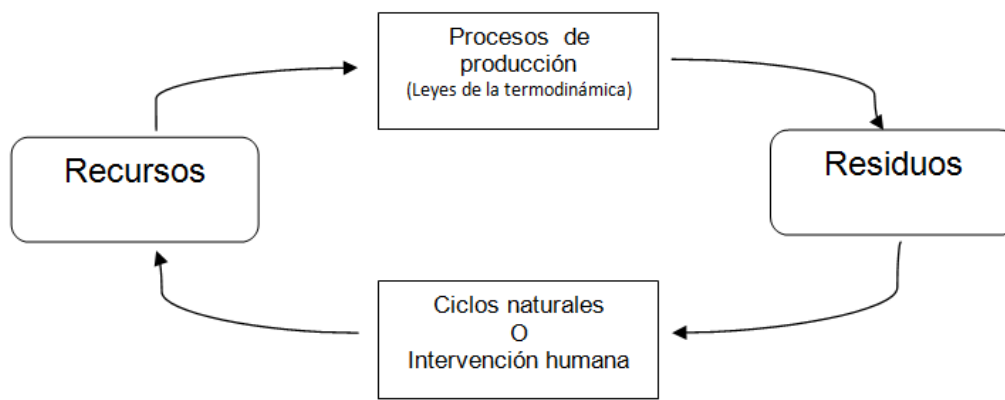 Procesos de
producción
(Leyes de la termodinámica)
Recursos
Residuos
Ciclos naturales
O
Intervención humana